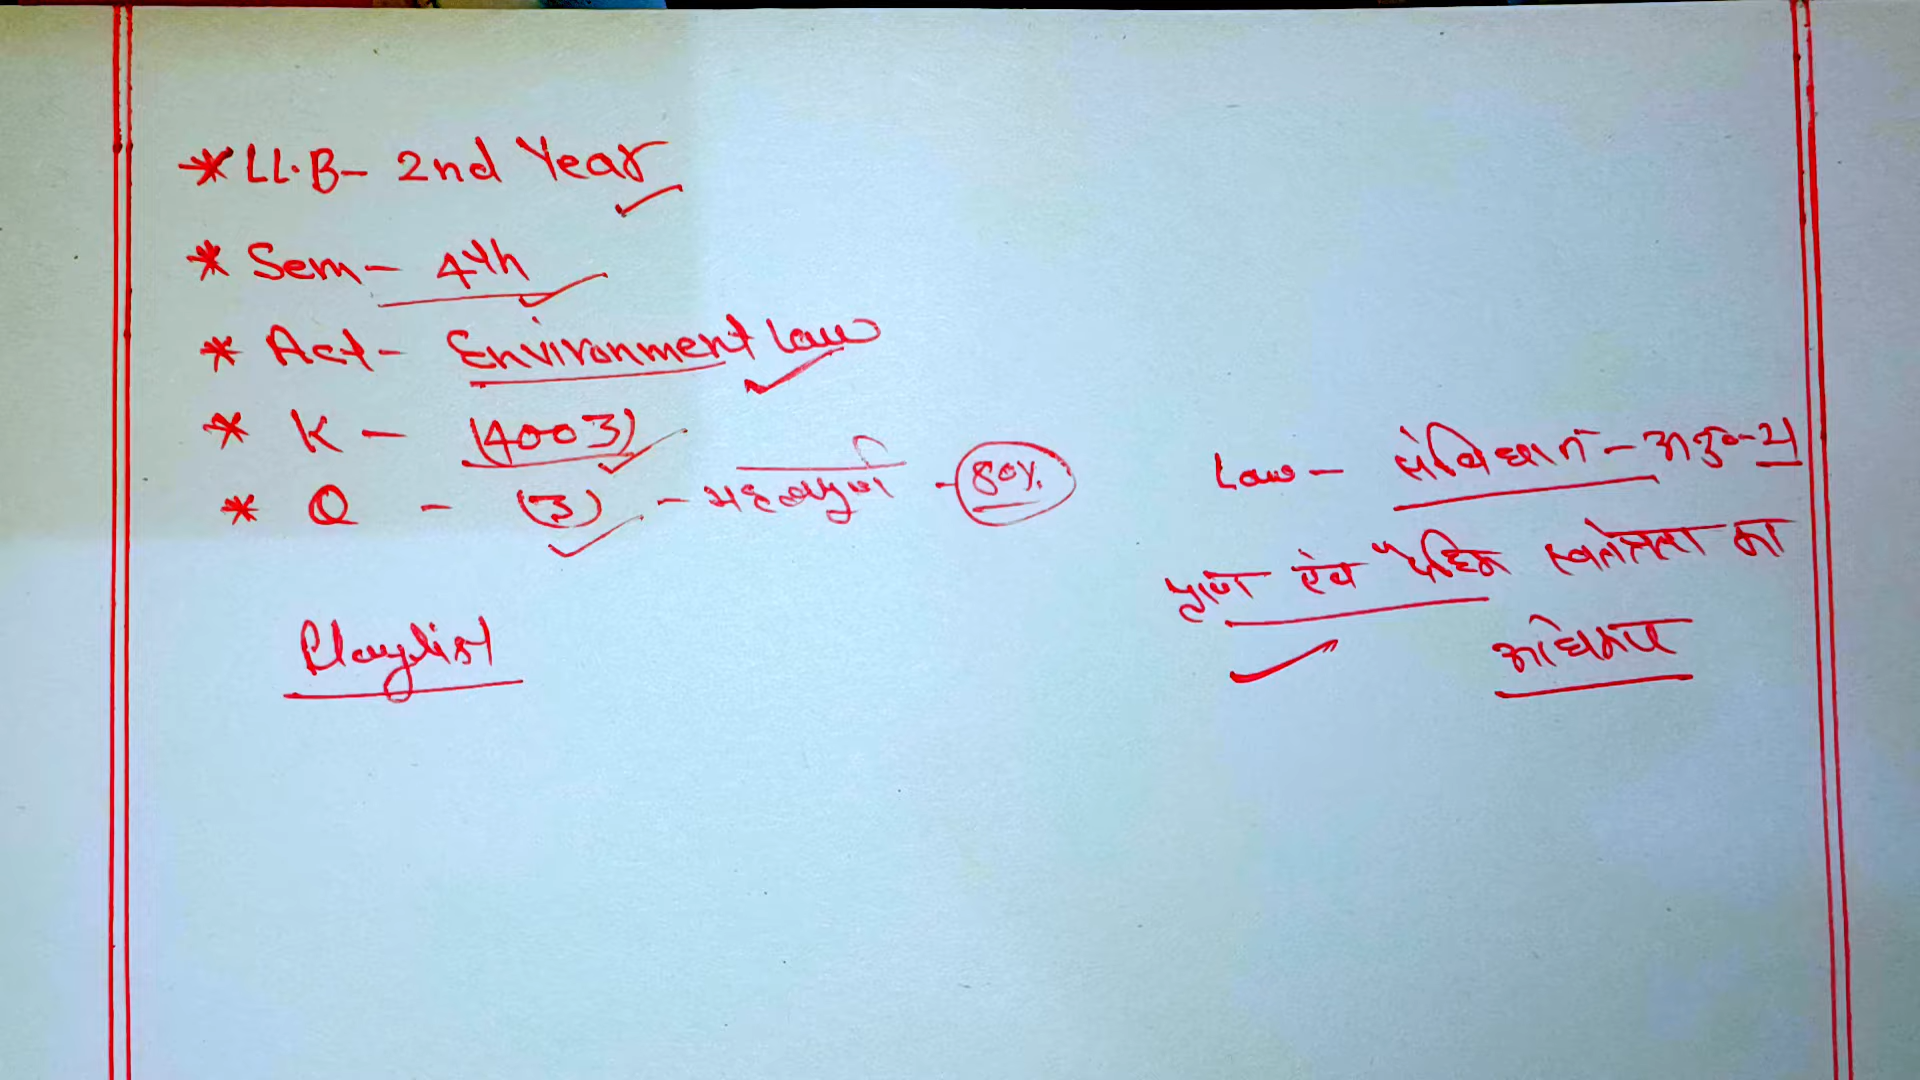 * LL.B - 2nd Year
* Sem - 4th
* Act - Environment Law
* K - (4003)
* Q - (3) - महत्वपूर्ण - 80%
Playlist
Law - संविधान - अनु०-21
प्राण एंव दैहिक स्वतंत्रता का
अधिकार